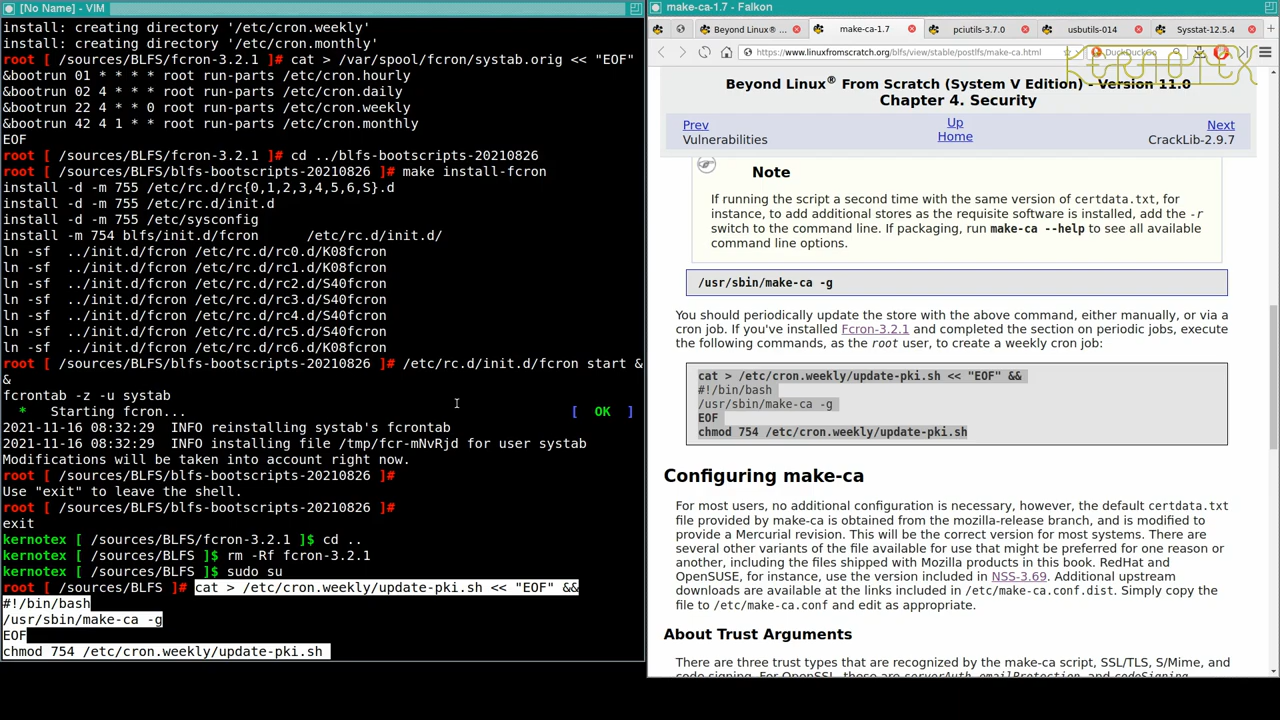 [No Name] - VIM
install: creating directory '/etc/cron.weekly'
install: creating directory '/etc/cron.monthly'
root [ /sources/BLFS/fcron-3.2.1 ]# cat > /var/spool/fcron/systab.orig << "EOF"
&bootrun 01 * * * * root run-parts /etc/cron.hourly
&bootrun 02 4 * * * root run-parts /etc/cron.daily
&bootrun 22 4 * * 0 root run-parts /etc/cron.weekly
&bootrun 42 4 1 * * root run-parts /etc/cron.monthly
EOF
root [ /sources/BLFS/fcron-3.2.1 ]# cd ../blfs-bootscripts-20210826
root [ /sources/BLFS/blfs-bootscripts-20210826 ]# make install-fcron
install -d -m 755 /etc/rc.d/rc{0,1,2,3,4,5,6,S}.d
install -d -m 755 /etc/rc.d/init.d
install -d -m 755 /etc/sysconfig
install -m 754 blfs/init.d/fcron      /etc/rc.d/init.d/
ln -sf  ../init.d/fcron /etc/rc.d/rc0.d/K08fcron
ln -sf  ../init.d/fcron /etc/rc.d/rc1.d/K08fcron
ln -sf  ../init.d/fcron /etc/rc.d/rc2.d/S40fcron
ln -sf  ../init.d/fcron /etc/rc.d/rc3.d/S40fcron
ln -sf  ../init.d/fcron /etc/rc.d/rc4.d/S40fcron
ln -sf  ../init.d/fcron /etc/rc.d/rc5.d/S40fcron
ln -sf  ../init.d/fcron /etc/rc.d/rc6.d/K08fcron
root [ /sources/BLFS/blfs-bootscripts-20210826 ]# /etc/rc.d/init.d/fcron start &
&
fcrontab -z -u systab
*   Starting fcron...   [  OK  ]
2021-11-16 08:32:29  INFO reinstalling systab's fcrontab
2021-11-16 08:32:29  INFO installing file /tmp/fcr-mNvRjd for user systab
Modifications will be taken into account right now.
root [ /sources/BLFS/blfs-bootscripts-20210826 ]#
Use "exit" to leave the shell.
root [ /sources/BLFS/blfs-bootscripts-20210826 ]#
exit
kernotex [ /sources/BLFS/fcron-3.2.1 ]$ cd ..
kernotex [ /sources/BLFS ]$ rm -Rf fcron-3.2.1
kernotex [ /sources/BLFS ]$ sudo su
root [ /sources/BLFS ]# cat > /etc/cron.weekly/update-pki.sh << "EOF" &&
#!/bin/bash
/usr/sbin/make-ca -g
EOF
chmod 754 /etc/cron.weekly/update-pki.sh
make-ca-1.7 - Falkon
Beyond Linux® ... make-ca-1.7 pciutils-3.7.0 usbutils-014 Sysstat-12.5.4
https://www.linuxfromscratch.org/blfs/view/stable/postlfs/make-ca.html DuckDuckGo
KERNOTEX
Beyond Linux® From Scratch (System V Edition) - Version 11.0
Chapter 4. Security
Prev Up Next
Vulnerabilities Home CrackLib-2.9.7
Note
If running the script a second time with the same version of certdata.txt,
for instance, to add additional stores as the requisite software is installed, add the -r
switch to the command line. If packaging, run make-ca --help to see all available
command line options.
/usr/sbin/make-ca -g
You should periodically update the store with the above command, either manually, or via a
cron job. If you've installed Fcron-3.2.1 and completed the section on periodic jobs, execute
the following commands, as the root user, to create a weekly cron job:
cat > /etc/cron.weekly/update-pki.sh << "EOF" &&
#!/bin/bash
/usr/sbin/make-ca -g
EOF
chmod 754 /etc/cron.weekly/update-pki.sh
Configuring make-ca
For most users, no additional configuration is necessary, however, the default certdata.txt
file provided by make-ca is obtained from the mozilla-release branch, and is modified to
provide a Mercurial revision. This will be the correct version for most systems. There are
several other variants of the file available for use that might be preferred for one reason or
another, including the files shipped with Mozilla products in this book. RedHat and
OpenSUSE, for instance, use the version included in NSS-3.69. Additional upstream
downloads are available at the links included in /etc/make-ca.conf.dist. Simply copy the
file to /etc/make-ca.conf and edit as appropriate.
About Trust Arguments
There are three trust types that are recognized by the make-ca script, SSL/TLS, S/Mime, and
code signing. For OpenSSL, these are serverAuth, emailProtection, and codeSigning